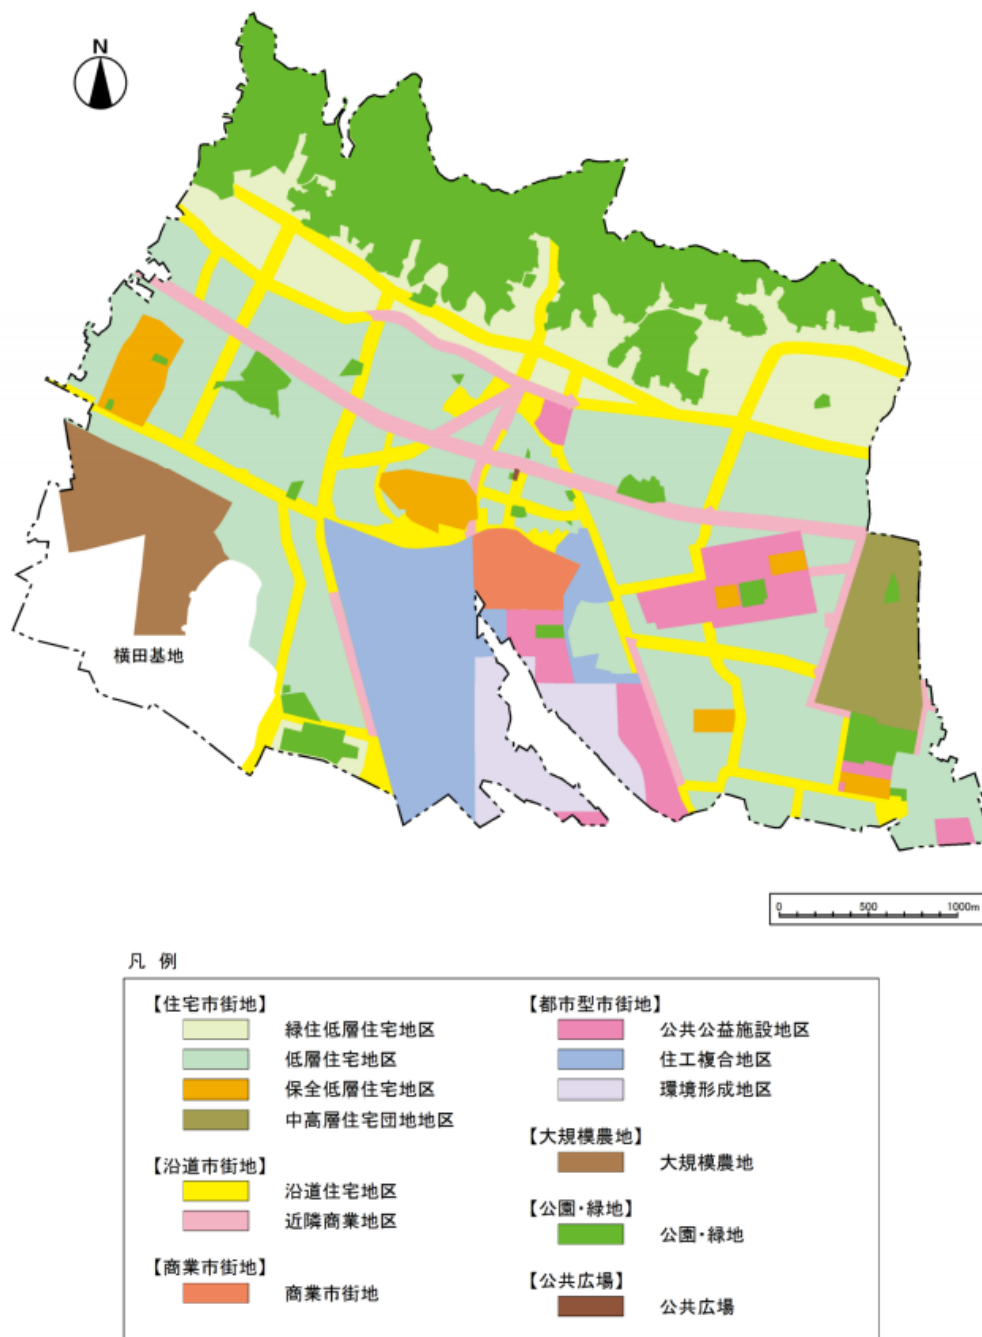 N
横田基地
0 500 1000m
凡 例
【住宅市街地】
緑住低層住宅地区
低層住宅地区
保全低層住宅地区
中高層住宅団地地区
【沿道市街地】
沿道住宅地区
近隣商業地区
【商業市街地】
商業市街地
【都市型市街地】
公共公益施設地区
住工複合地区
環境形成地区
【大規模農地】
大規模農地
【公園・緑地】
公園・緑地
【公共広場】
公共広場